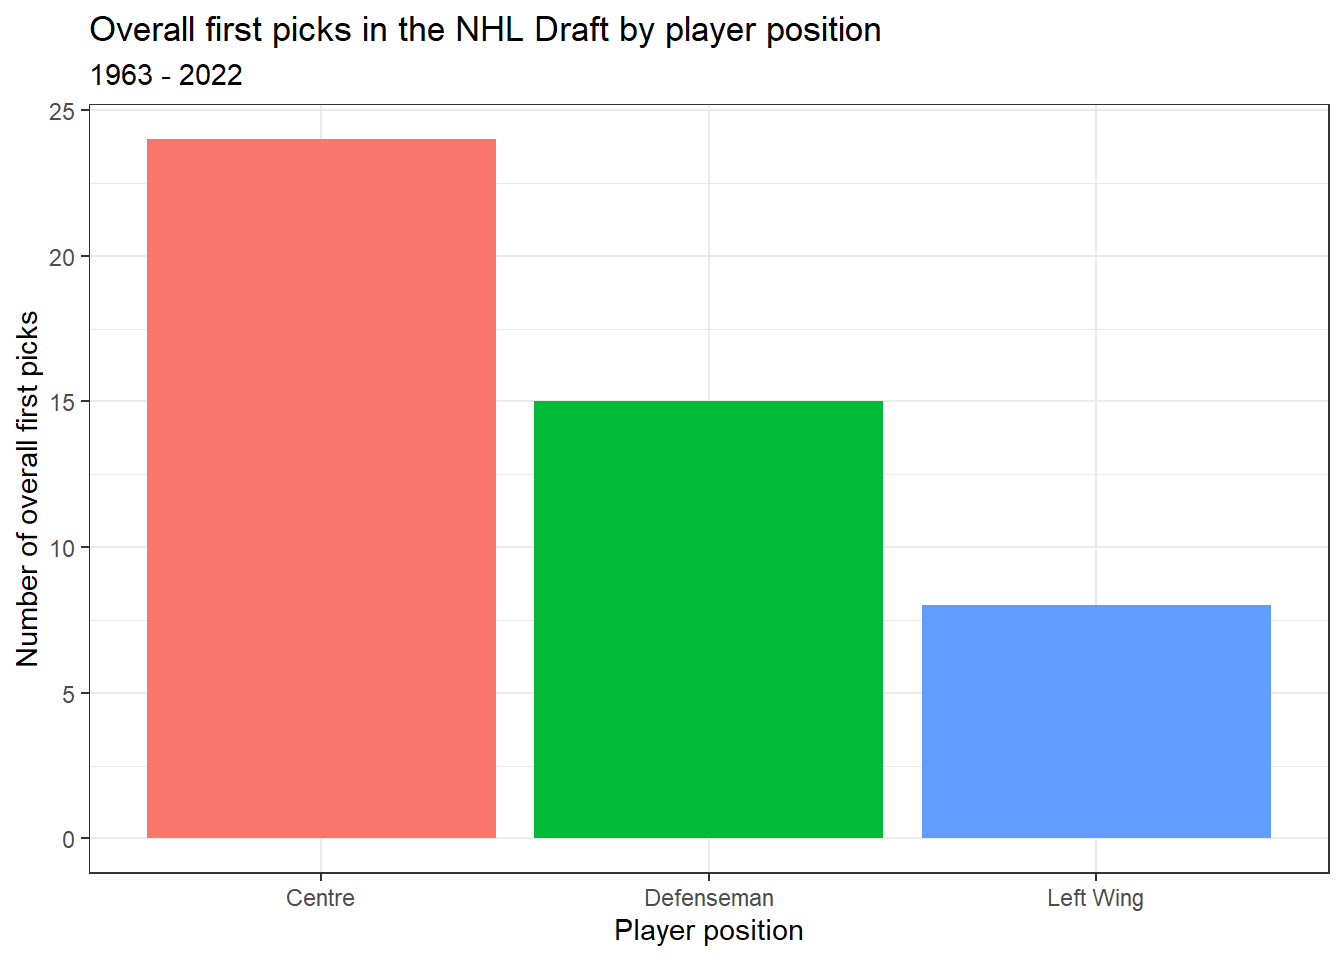 Overall first picks in the NHL Draft by player position
1963 - 2022
Number of overall first picks
25
20
15
10
5
0
Centre
Defenseman
Left Wing
Player position